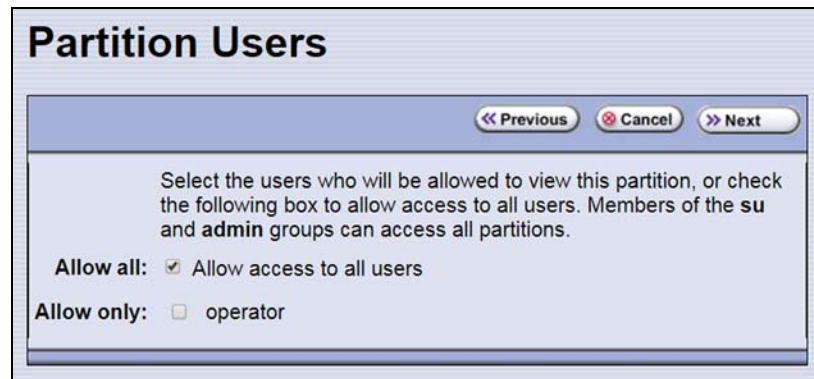 Partition Users
Previous Cancel Next
Select the users who will be allowed to view this partition, or check
the following box to allow access to all users. Members of the su
and admin groups can access all partitions.
Allow all: Allow access to all users
Allow only: operator